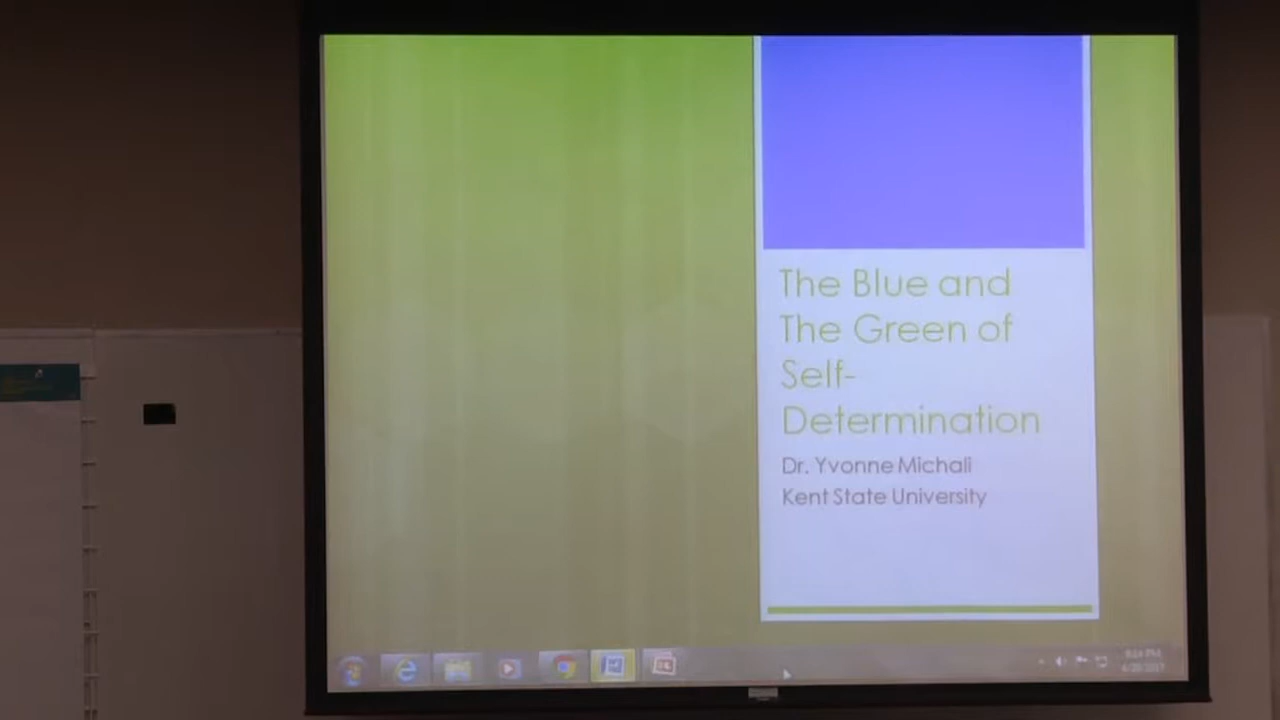 The Blue and
The Green of
Self-
Determination
Dr. Yvonne Michali
Kent State University